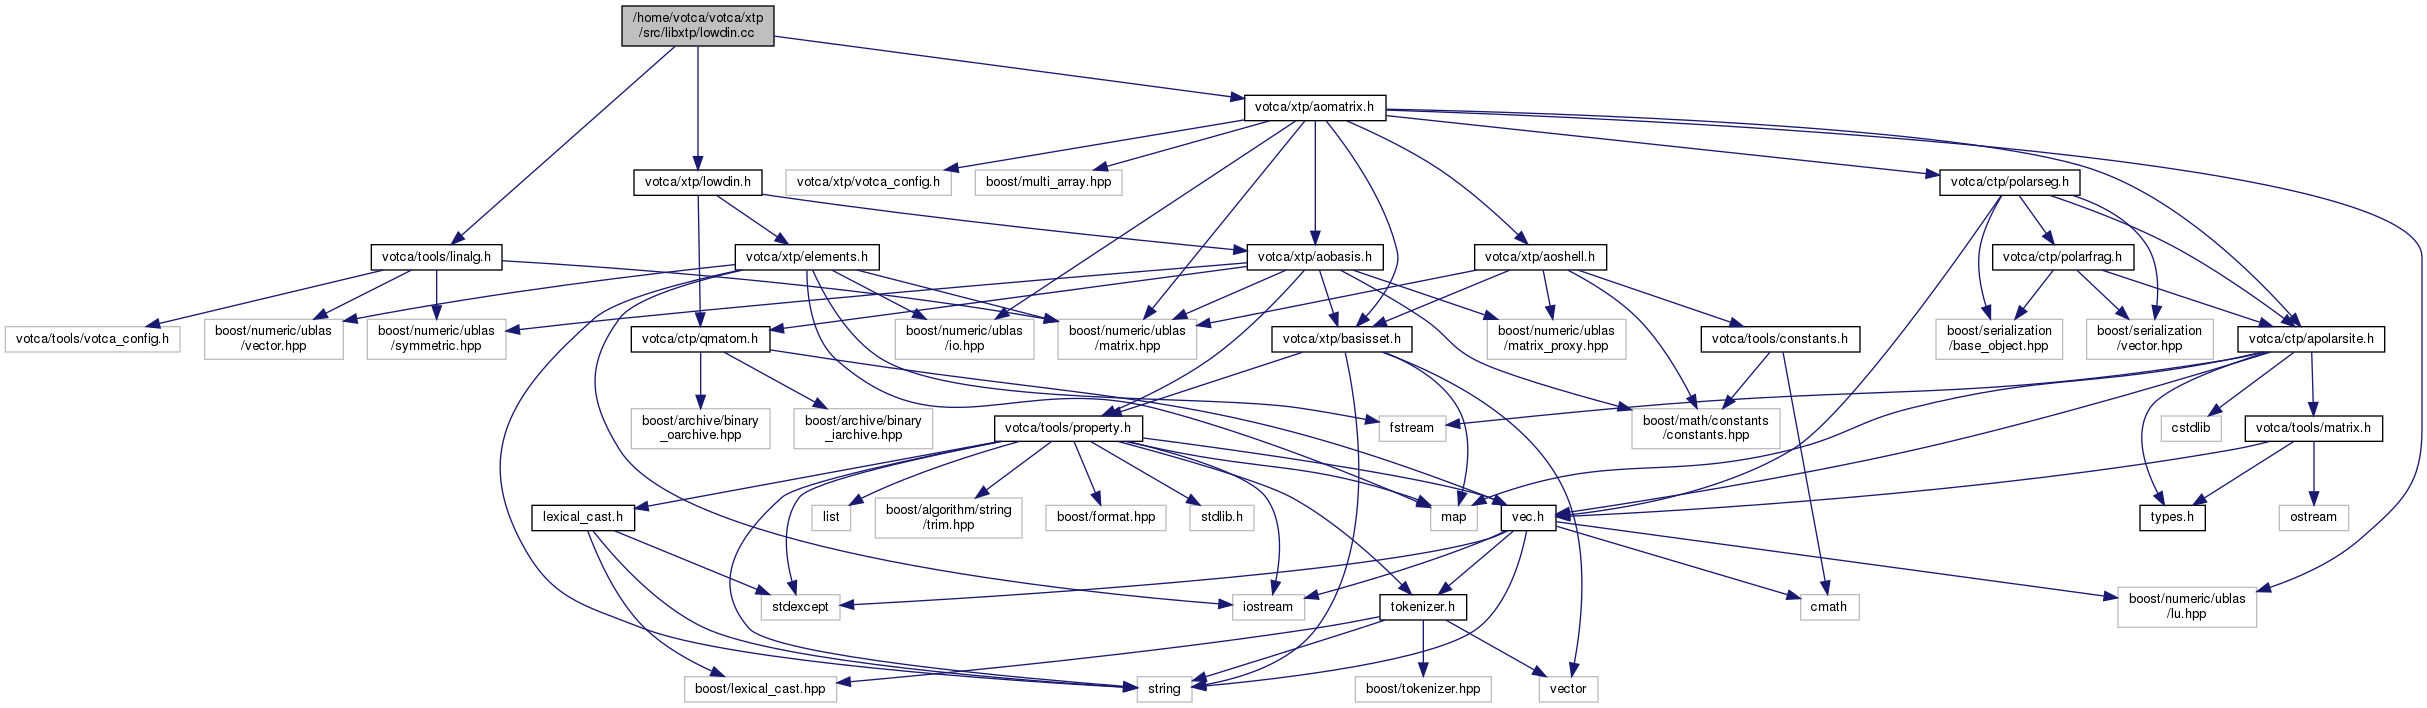 /home/votca/votca/xtp
/src/libxtp/lowdin.cc
votca/xtp/aomatrix.h
votca/xtp/lowdin.h
votca/xtp/votca_config.h
boost/multi_array.hpp
votca/ctp/polarseg.h
votca/tools/linalg.h
votca/xtp/elements.h
votca/xtp/aobasis.h
votca/xtp/aoshell.h
votca/ctp/polarfrag.h
votca/tools/votca_config.h
boost/numeric/ublas
/vector.hpp
boost/numeric/ublas
/symmetric.hpp
votca/ctp/qmatom.h
boost/numeric/ublas
/io.hpp
boost/numeric/ublas
/matrix.hpp
votca/xtp/basisset.h
boost/numeric/ublas
/matrix_proxy.hpp
votca/tools/constants.h
boost/serialization
/base_object.hpp
boost/serialization
/vector.hpp
votca/ctp/apolarsite.h
boost/archive/binary
_oarchive.hpp
boost/archive/binary
_iarchive.hpp
votca/tools/property.h
fstream
boost/math/constants
/constants.hpp
cstdlib
votca/tools/matrix.h
lexical_cast.h
list
boost/algorithm/string
/trim.hpp
boost/format.hpp
stdlib.h
map
vec.h
types.h
ostream
stdexcept
iostream
tokenizer.h
cmath
boost/numeric/ublas
/lu.hpp
boost/lexical_cast.hpp
string
boost/tokenizer.hpp
vector